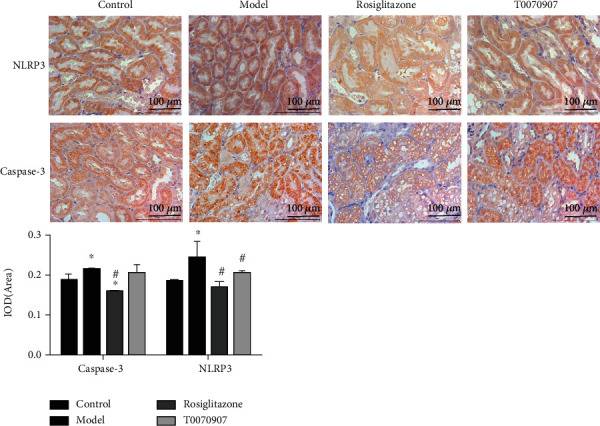 Control Model Rosiglitazone T0070907
NLRP3
100 μm 100 μm 100 μm 100 μm
Caspase-3
100 μm 100 μm 100 μm 100 μm
0.3
0.2
0.1
0.0
IOD(Area)
* # * * # #
Caspase-3 NLRP3
Control Rosiglitazone
Model T0070907